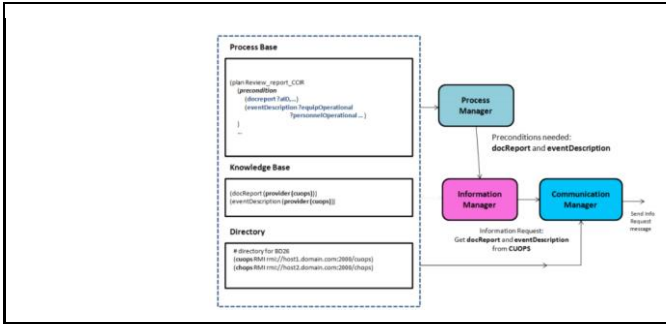 Process Base
(plan Review_report_COR
(precondition
(docreport ?aID,...)
(eventDescription ?equipOperational
?personnelOperational ... )
)
...
Process
Manager
Preconditions needed:
docReport and eventDescription
Knowledge Base
(docReport (provider (cuops)))
(eventDescription (provider (cuops)))
Information
Manager
Communication
Manager
Send Info
Request
message
Information Request:
Get docReport and eventDescription
from CUOPS
Directory
# directory for BD26
(cuops RMI rmi://host1.domain.com:2000/cuops)
(chops RMI rmi://host2.domain.com:2000/chops)